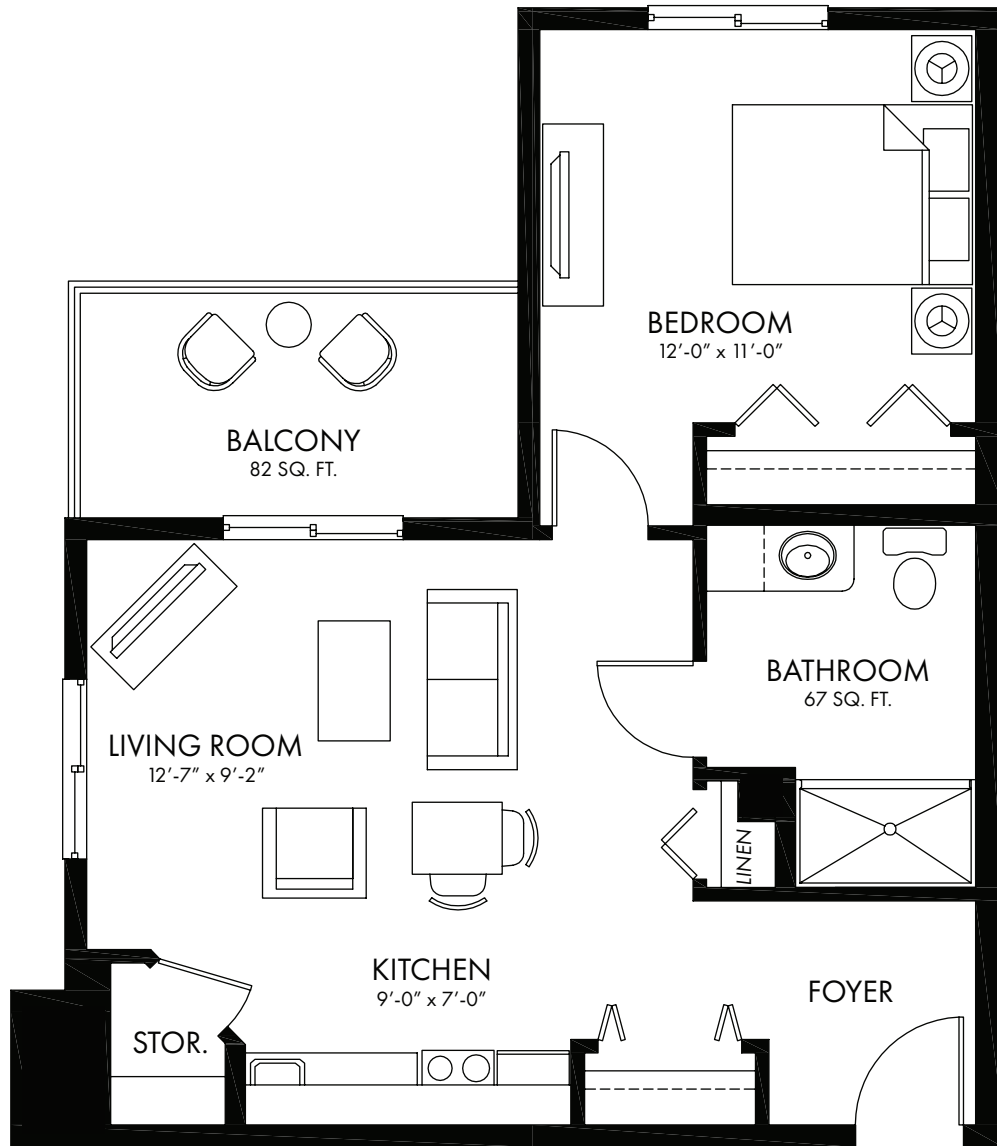 BEDROOM
12’-0” x 11’-0”
BALCONY
82 SQ. FT.
BATHROOM
67 SQ. FT.
LIVING ROOM
12’-7” x 9’-2”
LINEN
KITCHEN
9’-0” x 7’-0”
FOYER
STOR.